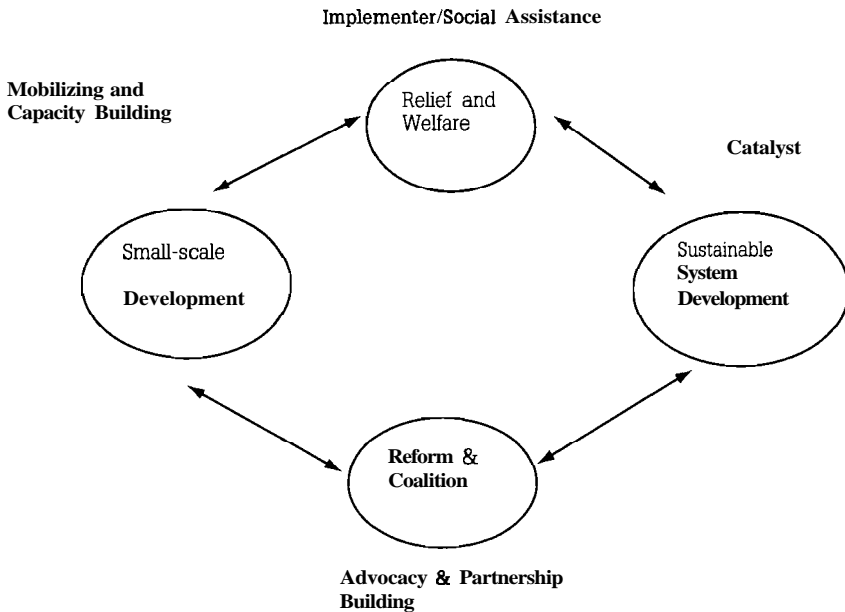 Implementer/Social Assistance
Mobilizing and
Capacity Building
Relief and
Welfare
Catalyst
Small-scale
Development
Sustainable
System
Development
Reform &
Coalition
Advocacy & Partnership
Building